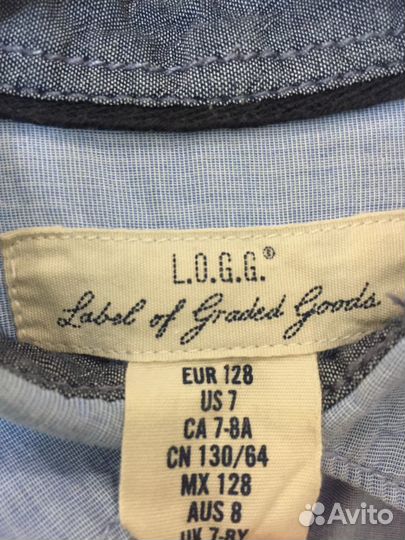 L.O.G.G.®
Label of Graded Goods
EUR 128
US 7
CA 7-8A
CN 130/64
MX 128
AUS 8
UK 7-8Y
Avito